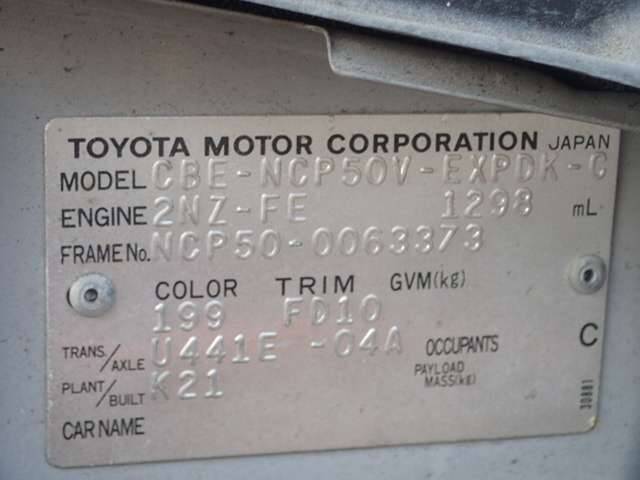 TOYOTA MOTOR CORPORATION JAPAN
MODEL CBE-NCP50V-EXPDK-C
ENGINE 2NZ-FE 1298 mL
FRAME No. NCP50-0063373
COLOR TRIM GVM(kg)
199 FD10
TRANS./AXLE U441E -04A OCCUPANTS C
PLANT/BUILT K21 PAYLOAD MASS(kg)
CAR NAME
30881